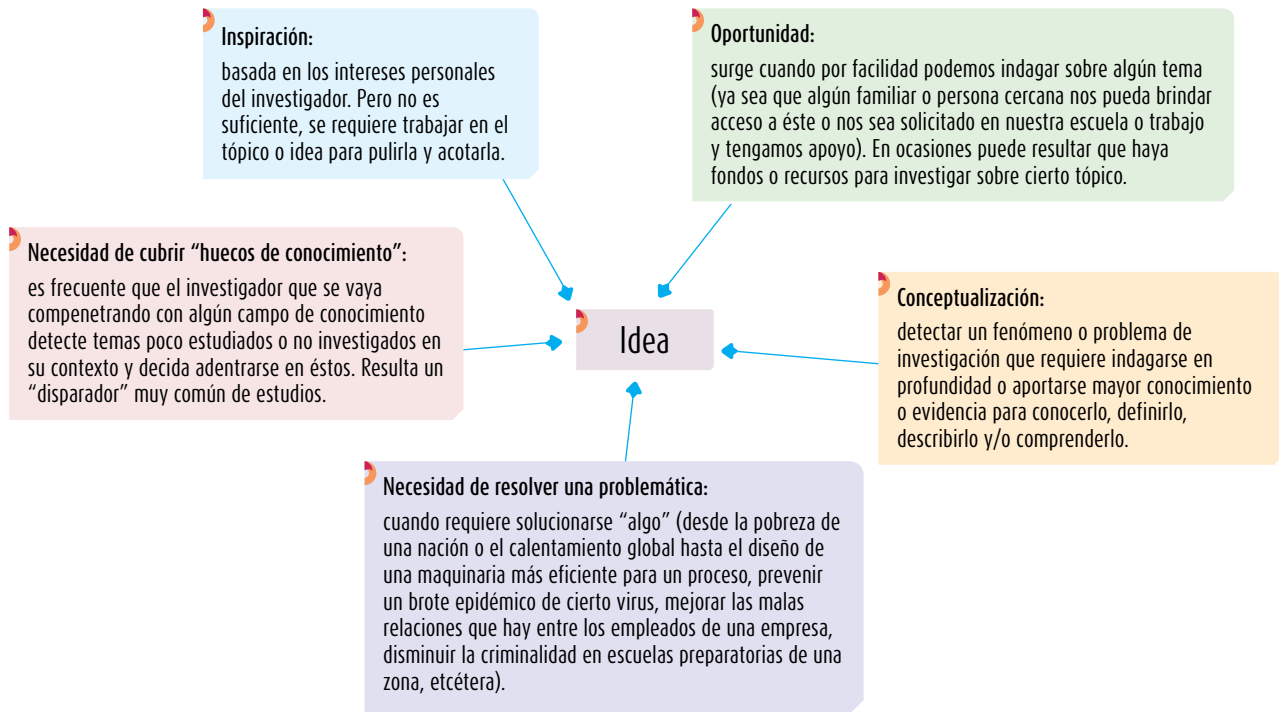 Inspiración:
basada en los intereses personales
del investigador. Pero no es
suficiente, se requiere trabajar en el
tópico o idea para pulirla y acotarla.
Oportunidad:
surge cuando por facilidad podemos indagar sobre algún tema
(ya sea que algún familiar o persona cercana nos pueda brindar
acceso a éste o nos sea solicitado en nuestra escuela o trabajo
y tengamos apoyo). En ocasiones puede resultar que haya
fondos o recursos para investigar sobre cierto tópico.
Necesidad de cubrir “huecos de conocimiento”:
es frecuente que el investigador que se vaya
compenetrando con algún campo de conocimiento
detecte temas poco estudiados o no investigados en
su contexto y decida adentrarse en éstos. Resulta un
“disparador” muy común de estudios.
Idea
Conceptualización:
detectar un fenómeno o problema de
investigación que requiere indagarse en
profundidad o aportarse mayor conocimiento
o evidencia para conocerlo, definirlo,
describirlo y/o comprenderlo.
Necesidad de resolver una problemática:
cuando requiere solucionarse “algo” (desde la pobreza de
una nación o el calentamiento global hasta el diseño de
una maquinaria más eficiente para un proceso, prevenir
un brote epidémico de cierto virus, mejorar las malas
relaciones que hay entre los empleados de una empresa,
disminuir la criminalidad en escuelas preparatorias de una
zona, etcétera).